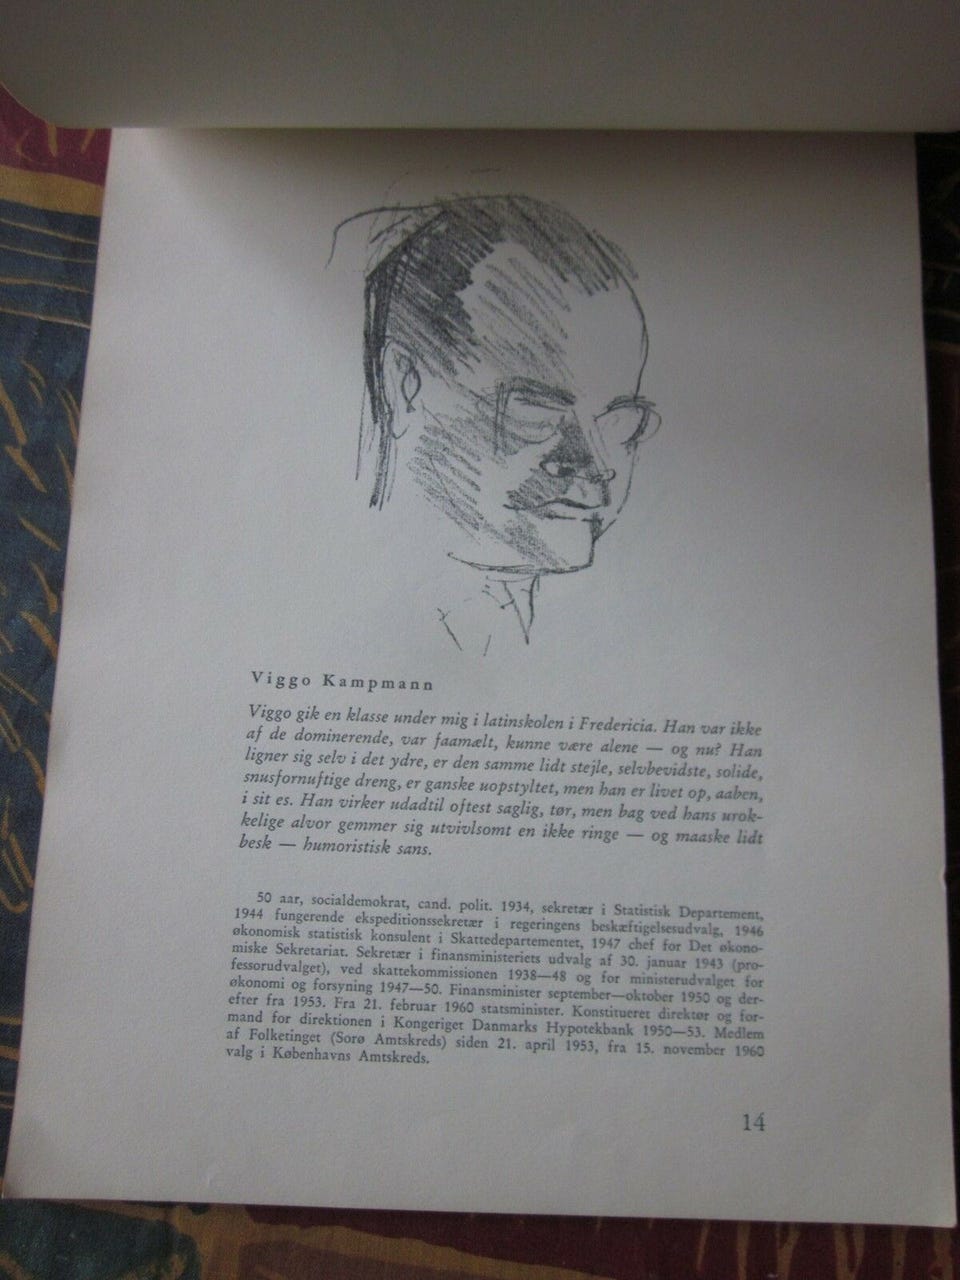 Viggo Kampmann
Viggo gik en klasse under mig i latinskolen i Fredericia. Han var ikke
af de dominerende, var faamælt, kunne være alene — og nu? Han
ligner sig selv i det ydre, er den samme lidt stejle, selvbevidste, solide,
snusfornuftige dreng, er ganske uopstyltet, men han er livet op, aaben,
i sit es. Han virker udadtil oftest saglig, tør, men bag ved hans urok-
kelige alvor gemmer sig utvivlsomt en ikke ringe — og maaske lidt
besk — humoristisk sans.
50 aar, socialdemokrat, cand. polit. 1934, sekretær i Statistisk Departement,
1944 fungerende ekspeditionssekretær i regeringens beskæftigelsesudvalg, 1946
økonomisk statistisk konsulent i Skattedepartementet, 1947 chef for Det økono-
miske Sekretariat. Sekretær i finansministeriets udvalg af 30. januar 1943 (pro-
fessorudvalget), ved skattekommissionen 1938—48 og for ministerudvalget for
økonomi og forsyning 1947—50. Finansminister september—oktober 1950 og der-
efter fra 1953. Fra 21. februar 1960 statsminister. Konstitueret direktør og for-
mand for direktionen i Kongeriget Danmarks Hypotekbank 1950—53. Medlem
af Folketinget (Sorø Amtskreds) siden 21. april 1953, fra 15. november 1960
valg i Københavns Amtskreds.
14